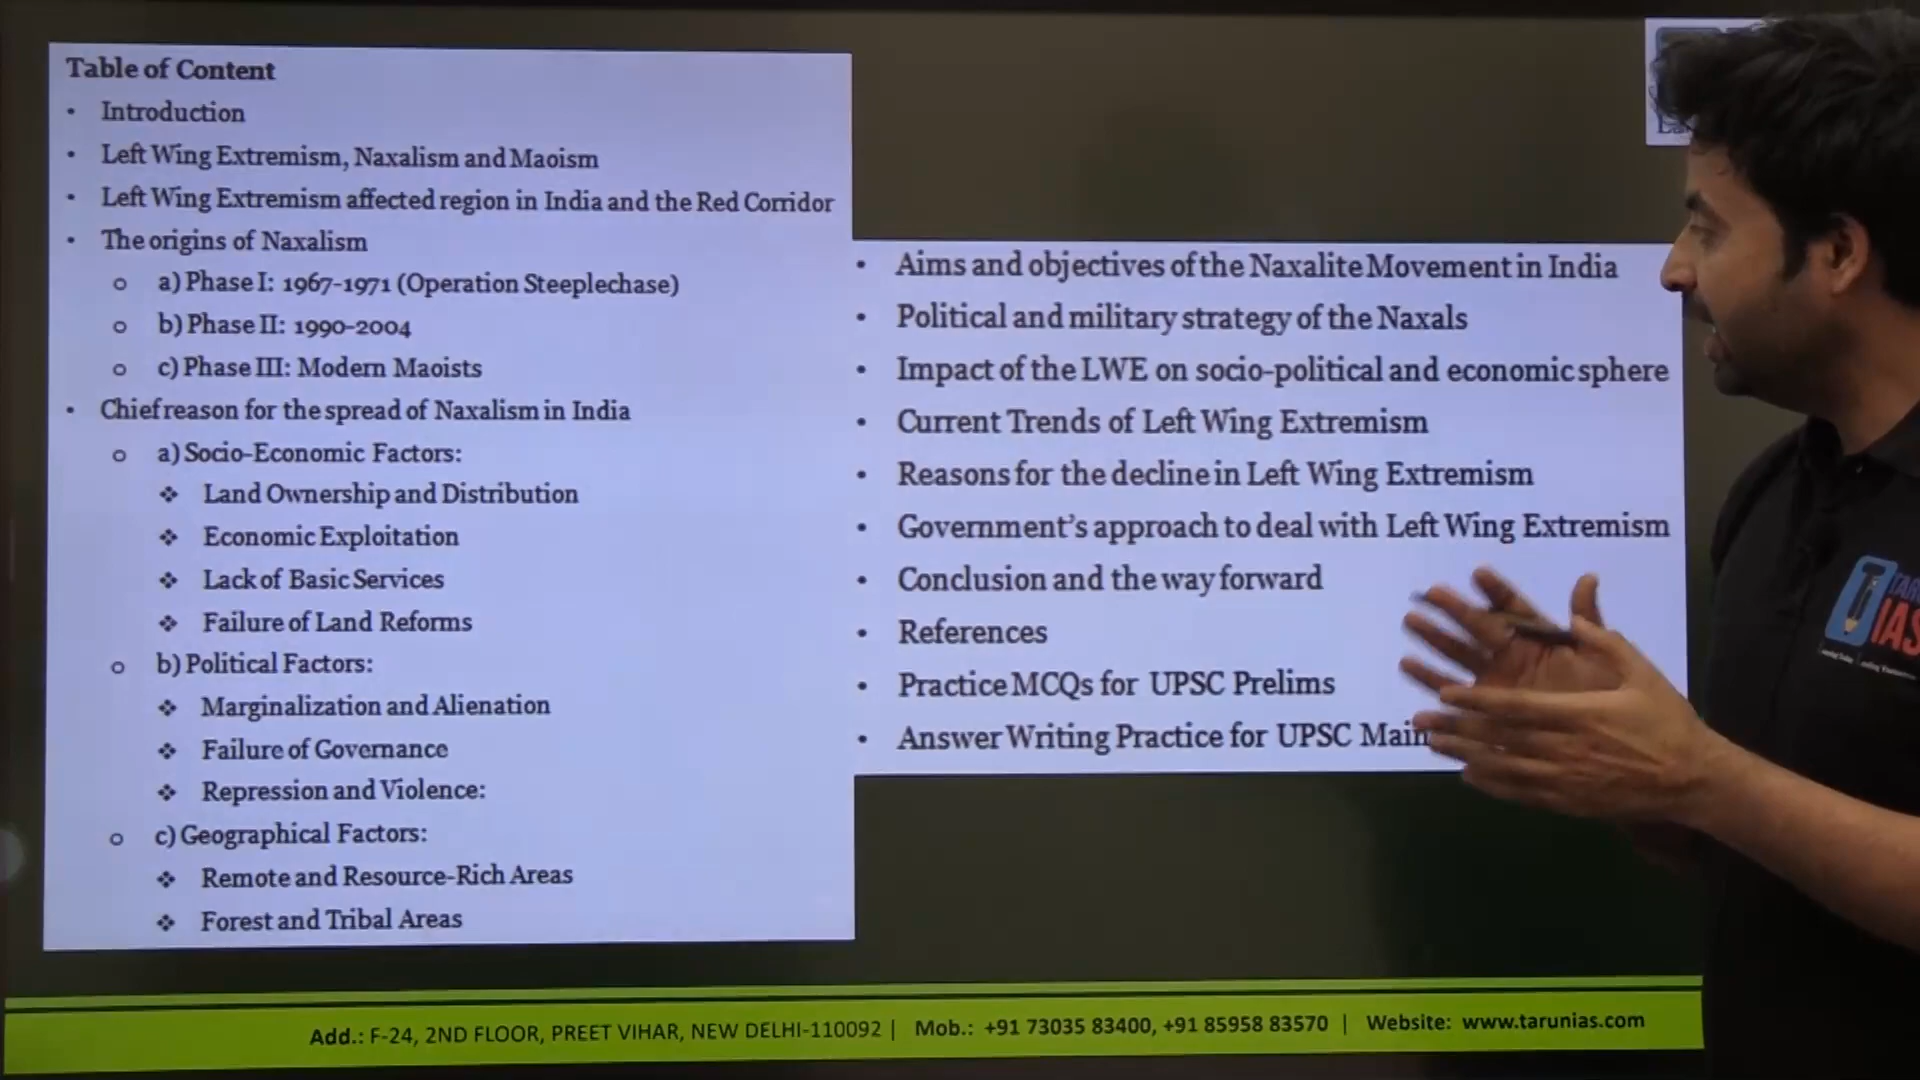 Table of Content
• Introduction
• Left Wing Extremism, Naxalism and Maoism
• Left Wing Extremism affected region in India and the Red Corridor
• The origins of Naxalism
o a) Phase I: 1967-1971 (Operation Steeplechase)
o b) Phase II: 1990-2004
o c) Phase III: Modern Maoists
• Chief reason for the spread of Naxalism in India
o a) Socio-Economic Factors:
❖ Land Ownership and Distribution
❖ Economic Exploitation
❖ Lack of Basic Services
❖ Failure of Land Reforms
o b) Political Factors:
❖ Marginalization and Alienation
❖ Failure of Governance
❖ Repression and Violence:
o c) Geographical Factors:
❖ Remote and Resource-Rich Areas
❖ Forest and Tribal Areas
• Aims and objectives of the Naxalite Movement in India
• Political and military strategy of the Naxals
• Impact of the LWE on socio-political and economic sphere
• Current Trends of Left Wing Extremism
• Reasons for the decline in Left Wing Extremism
• Government's approach to deal with Left Wing Extremism
• Conclusion and the way forward
• References
• Practice MCQs for UPSC Prelims
• Answer Writing Practice for UPSC Main
IAS
Add.: F-24, 2ND FLOOR, PREET VIHAR, NEW DELHI-110092 | Mob.: +91 73035 83400, +91 85958 83570 | Website: www.tarunias.com